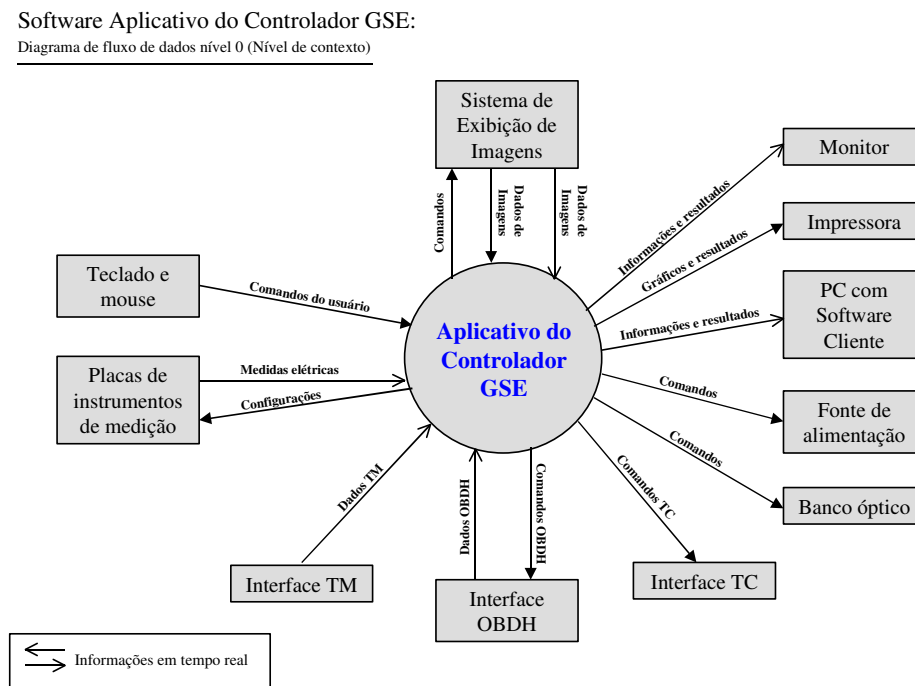 Software Aplicativo do Controlador GSE:
Diagrama de fluxo de dados nível 0 (Nível de contexto)
Sistema de
Exibição de
Imagens
Monitor
Impressora
PC com
Software
Cliente
Fonte de
alimentação
Banco óptico
Interface TC
Interface
OBDH
Interface TM
Placas de
instrumentos
de medição
Teclado e
mouse
Aplicativo do
Controlador
GSE
Comandos
Dados de
Imagens
Dados de
Imagens
Informações e resultados
Gráficos e resultados
Informações e resultados
Comandos
Comandos
Comandos TC
Comandos OBDH
Dados OBDH
Dados TM
Configurações
Medidas elétricas
Comandos do usuário
Informações em tempo real